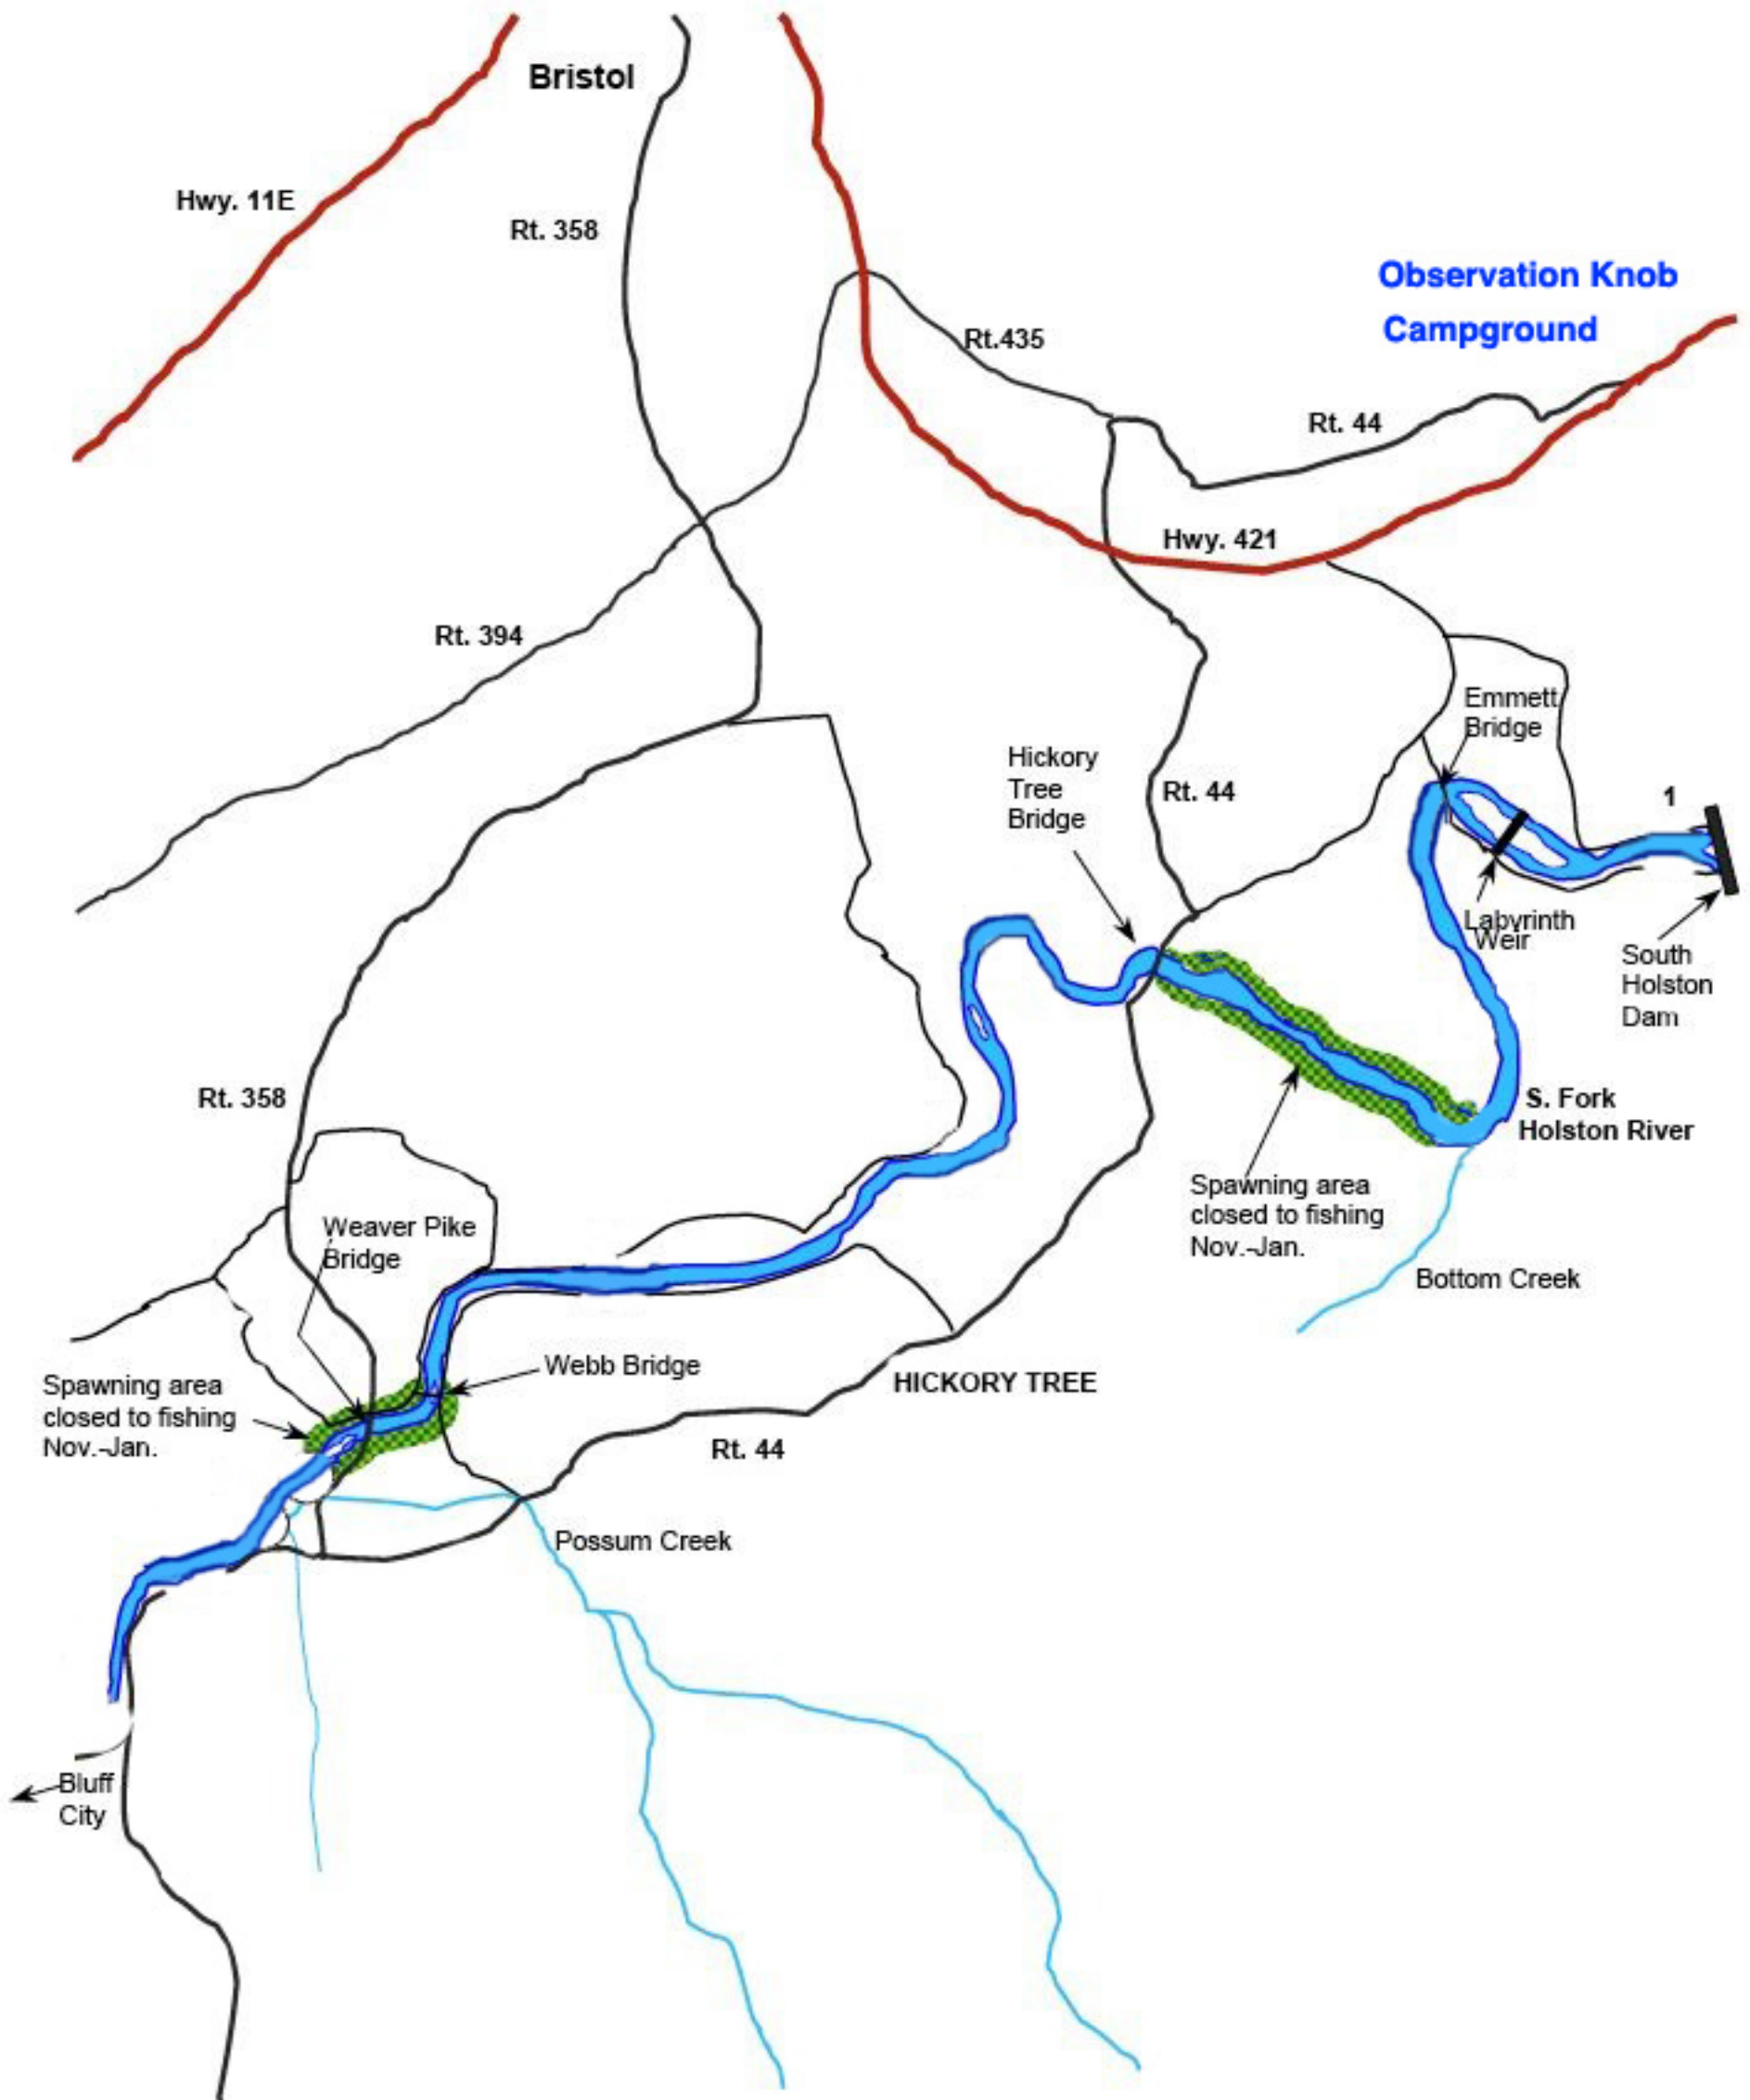 Bristol
Hwy. 11E
Rt. 358
Observation Knob
Campground
Rt.435
Rt. 44
Hwy. 421
Rt. 394
Emmett
Bridge
Hickory
Tree
Bridge
Rt. 44
1
Labyrinth
Weir
South
Holston
Dam
Rt. 358
S. Fork
Holston River
Spawning area
closed to fishing
Nov.-Jan.
Weaver Pike
Bridge
Bottom Creek
Webb Bridge
HICKORY TREE
Spawning area
closed to fishing
Nov.-Jan.
Rt. 44
Possum Creek
Bluff
City